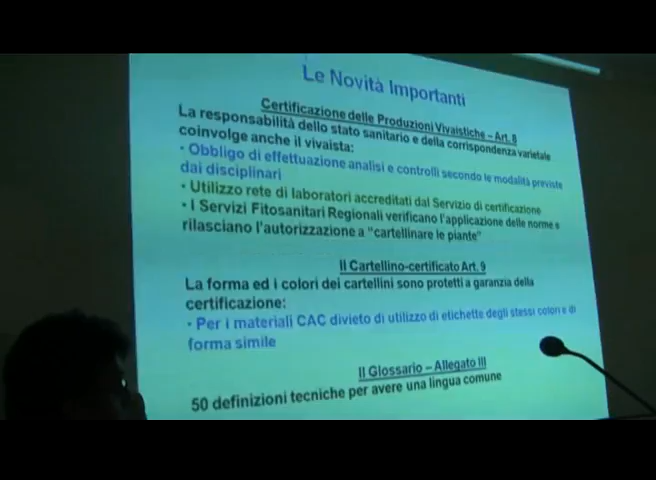 Le Novità Importanti
Certificazione delle Produzioni Vivaistiche – Art. 8
La responsabilità dello stato sanitario e della corrispondenza varietale
coinvolge anche il vivaista:
• Obbligo di effettuazione analisi e controlli secondo le modalità previste
dai disciplinari
• Utilizzo rete di laboratori accreditati dal Servizio di certificazione
• I Servizi Fitosanitari Regionali verificano l'applicazione delle norme e
rilasciano l'autorizzazione a "cartellinare le piante"
Il Cartellino-certificato Art. 9
La forma ed i colori dei cartellini sono protetti a garanzia della
certificazione:
• Per i materiali CAC divieto di utilizzo di etichette degli stessi colori e di
forma simile
Il Glossario – Allegato III
50 definizioni tecniche per avere una lingua comune